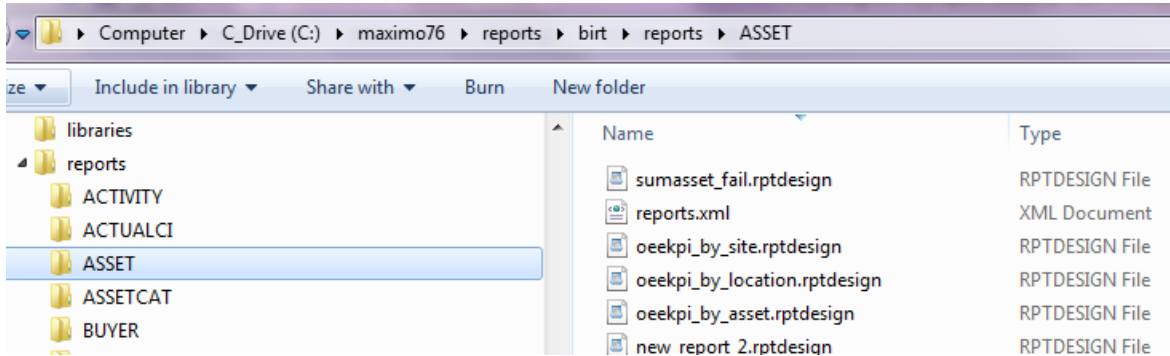 Computer C_Drive (C:) maximo76 reports birt reports ASSET
ze Include in library Share with Burn New folder
libraries
reports
ACTIVITY
ACTUALCI
ASSET
ASSETCAT
BUYER
Name Type
sumasset_fail.rptdesign RPTDESIGN File
reports.xml XML Document
oeekpi_by_site.rptdesign RPTDESIGN File
oeekpi_by_location.rptdesign RPTDESIGN File
oeekpi_by_asset.rptdesign RPTDESIGN File
new_report_2.rptdesign RPTDESIGN File